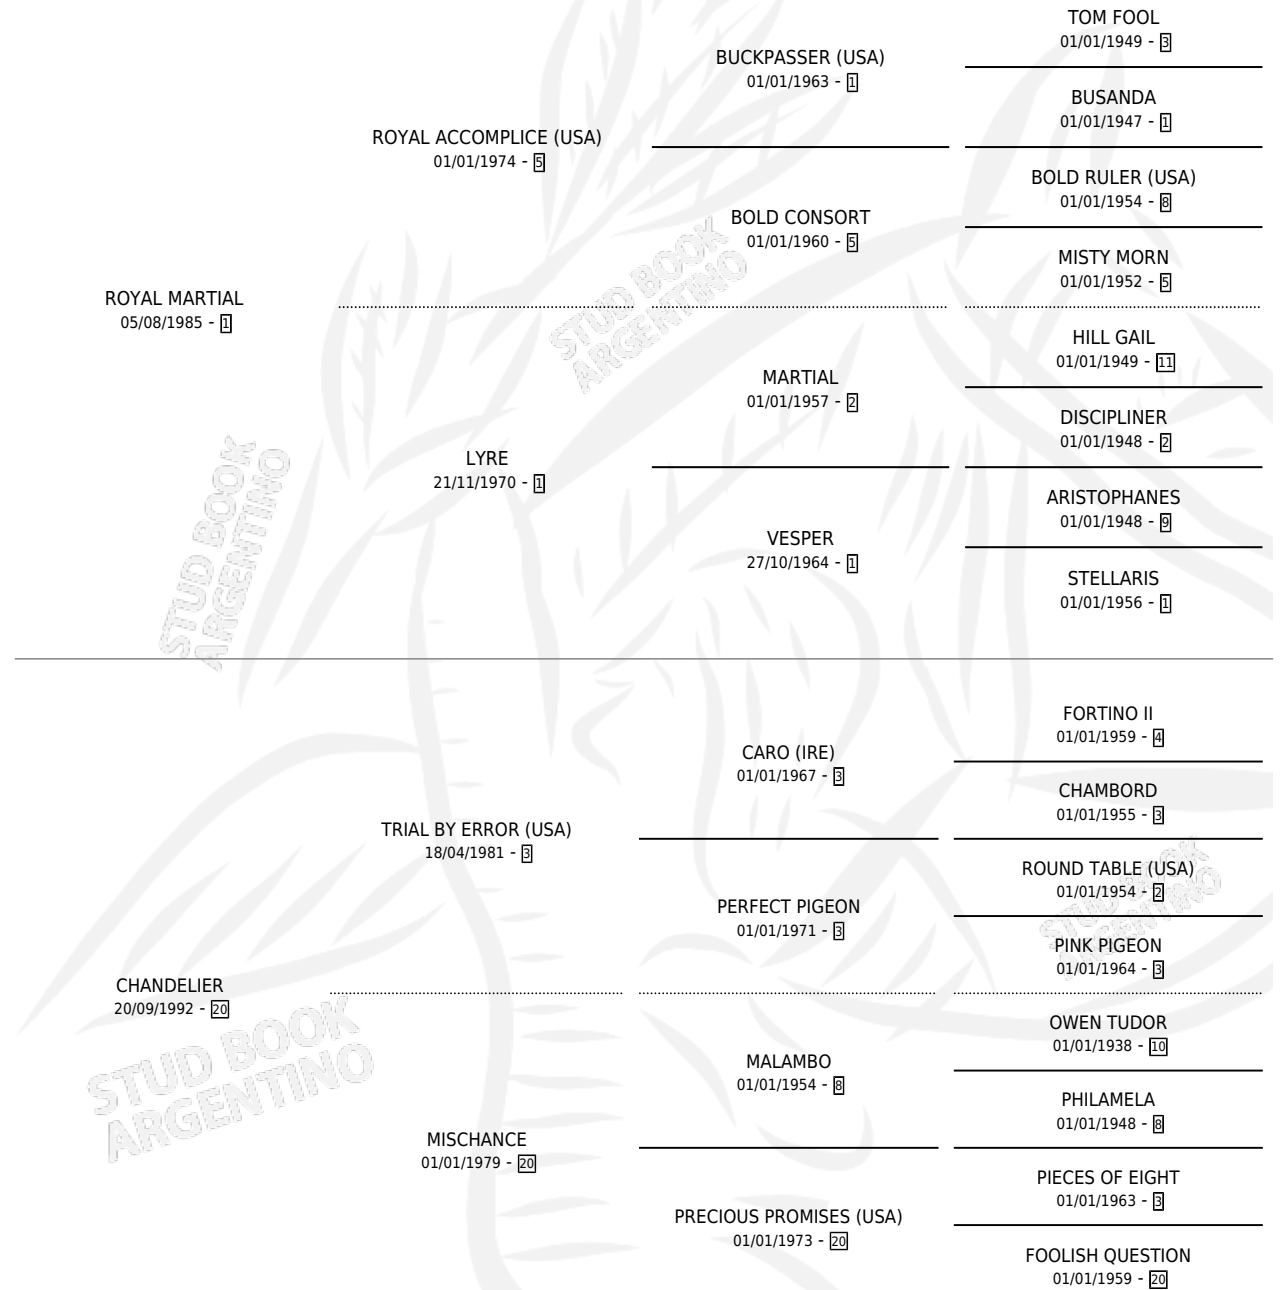 TOM FOOL
01/01/1949 - 3
BUCKPASSER (USA)
01/01/1963 - 1
BUSANDA
01/01/1947 - 1
ROYAL ACCOMPLICE (USA)
01/01/1974 - 5
BOLD RULER (USA)
01/01/1954 - 8
BOLD CONSORT
01/01/1960 - 5
MISTY MORN
01/01/1952 - 5
ROYAL MARTIAL
05/08/1985 - 1
HILL GAIL
01/01/1949 - 11
MARTIAL
01/01/1957 - 2
DISCIPLINER
01/01/1948 - 2
LYRE
21/11/1970 - 1
ARISTOPHANES
01/01/1948 - 9
VESPER
27/10/1964 - 1
STELLARIS
01/01/1956 - 1
STUD BOOK
ARGENTINO
STUD BOOK
ARGENTINO
FORTINO II
01/01/1959 - 4
CARO (IRE)
01/01/1967 - 3
CHAMBORD
01/01/1955 - 3
TRIAL BY ERROR (USA)
18/04/1981 - 3
ROUND TABLE (USA)
01/01/1954 - 2
PERFECT PIGEON
01/01/1971 - 3
PINK PIGEON
01/01/1964 - 3
STUD BOOK
ARGENTINO
CHANDELIER
20/09/1992 - 20
OWEN TUDOR
01/01/1938 - 10
MALAMBO
01/01/1954 - 8
PHILAMELA
01/01/1948 - 8
STUD BOOK
ARGENTINO
MISCHANCE
01/01/1979 - 20
PIECES OF EIGHT
01/01/1963 - 3
PRECIOUS PROMISES (USA)
01/01/1973 - 20
FOOLISH QUESTION
01/01/1959 - 20